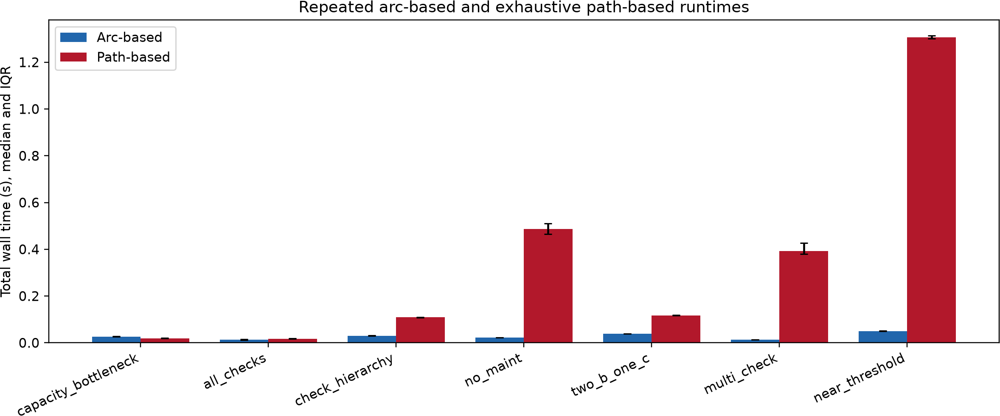 Repeated arc-based and exhaustive path-based runtimes
Arc-based
Path-based
Total wall time (s), median and IQR
1.2
1.0
0.8
0.6
0.4
0.2
0.0
capacity_bottleneck
all_checks
check_hierarchy
no_maint
two_b_one_c
multi_check
near_threshold